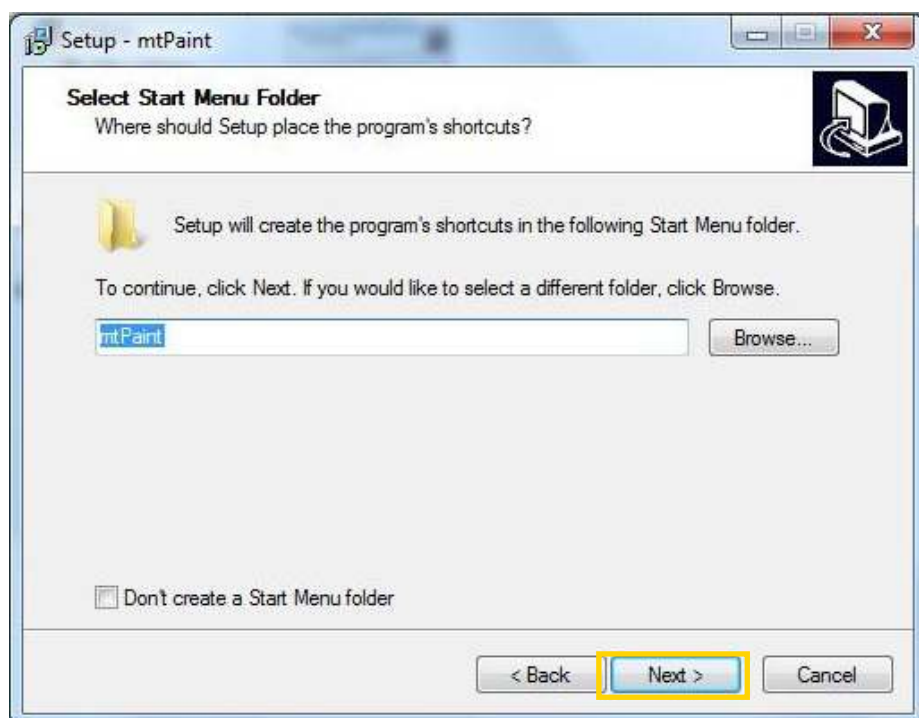 Setup - mtPaint
Select Start Menu Folder
Where should Setup place the program's shortcuts?
Setup will create the program's shortcuts in the following Start Menu folder.
To continue, click Next. If you would like to select a different folder, click Browse.
mtPaint
Browse...
Don't create a Start Menu folder
< Back
Next >
Cancel